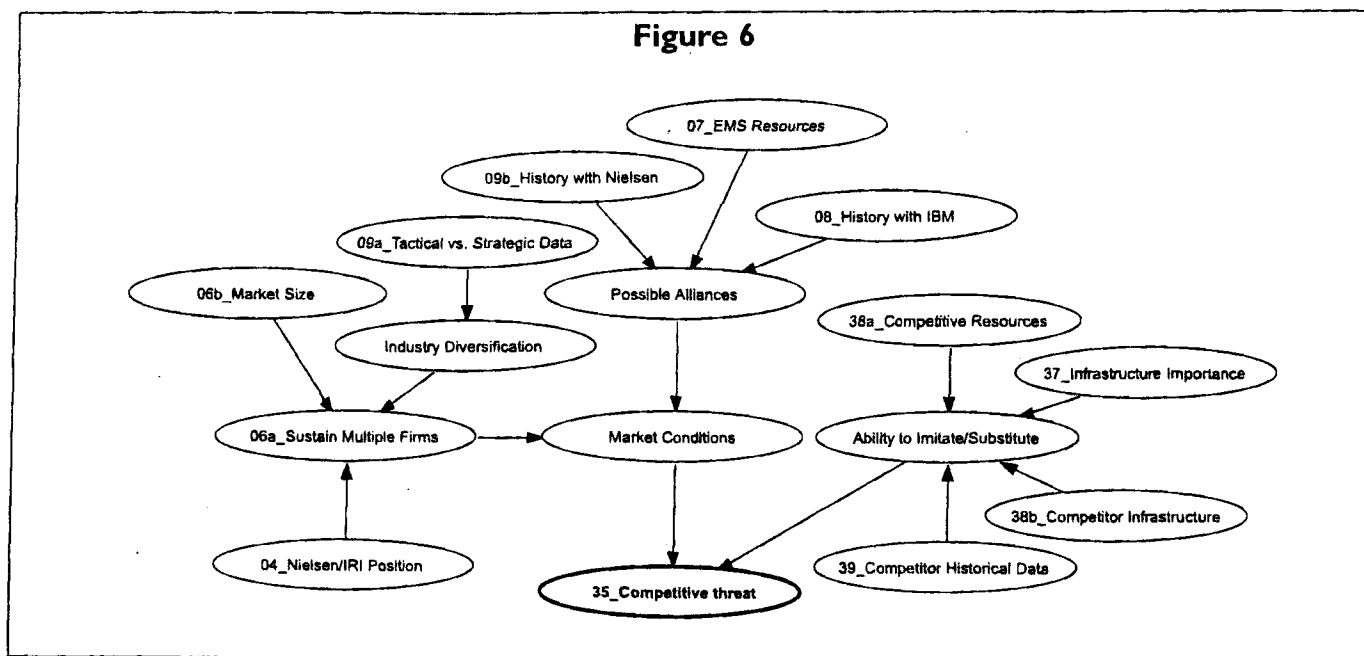 Figure 6
07_EMS Resources
09b_History with Nielsen
08_History with IBM
09a_Tactical vs. Strategic Data
06b_Market Size
Possible Alliances
38a_Competitive Resources
Industry Diversification
37_Infrastructure Importance
06a_Sustain Multiple Firms
Market Conditions
Ability to Imitate/Substitute
38b_Competitor Infrastructure
04_Nielsen/IRI Position
39_Competitor Historical Data
35_Competitive threat